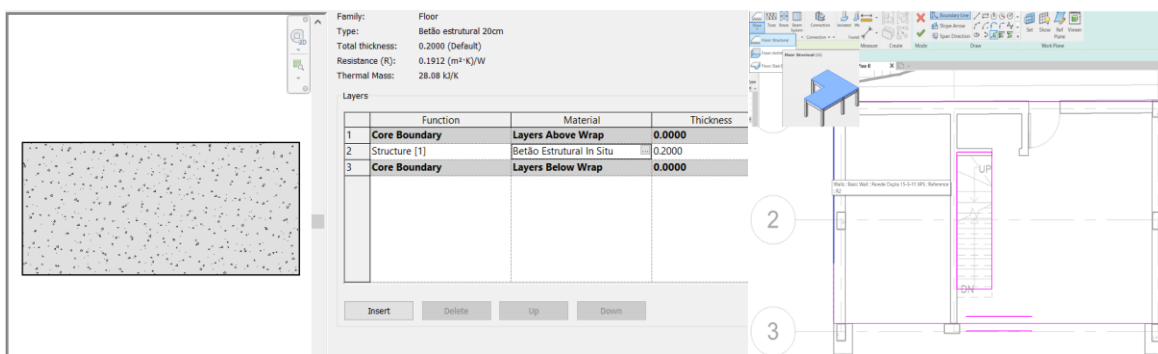 Family: Floor
Type: Betão estrutural 20cm
Total thickness: 0.2000 (Default)
Resistance (R): 0.1912 (m²·K)/W
Thermal Mass: 28.08 kJ/K
Layers
Function Material Thickness
1 Core Boundary Layers Above Wrap 0.0000
2 Structure [1] Betão Estrutural In Situ 0.2000
3 Core Boundary Layers Below Wrap 0.0000
Insert Delete Up Down
Connection
Boundary Line
Slope Arrow
Span Direction
Set Show Ref Viewer
Plane
Measure Create Mode Draw Work Plane
UP
2
DN
3